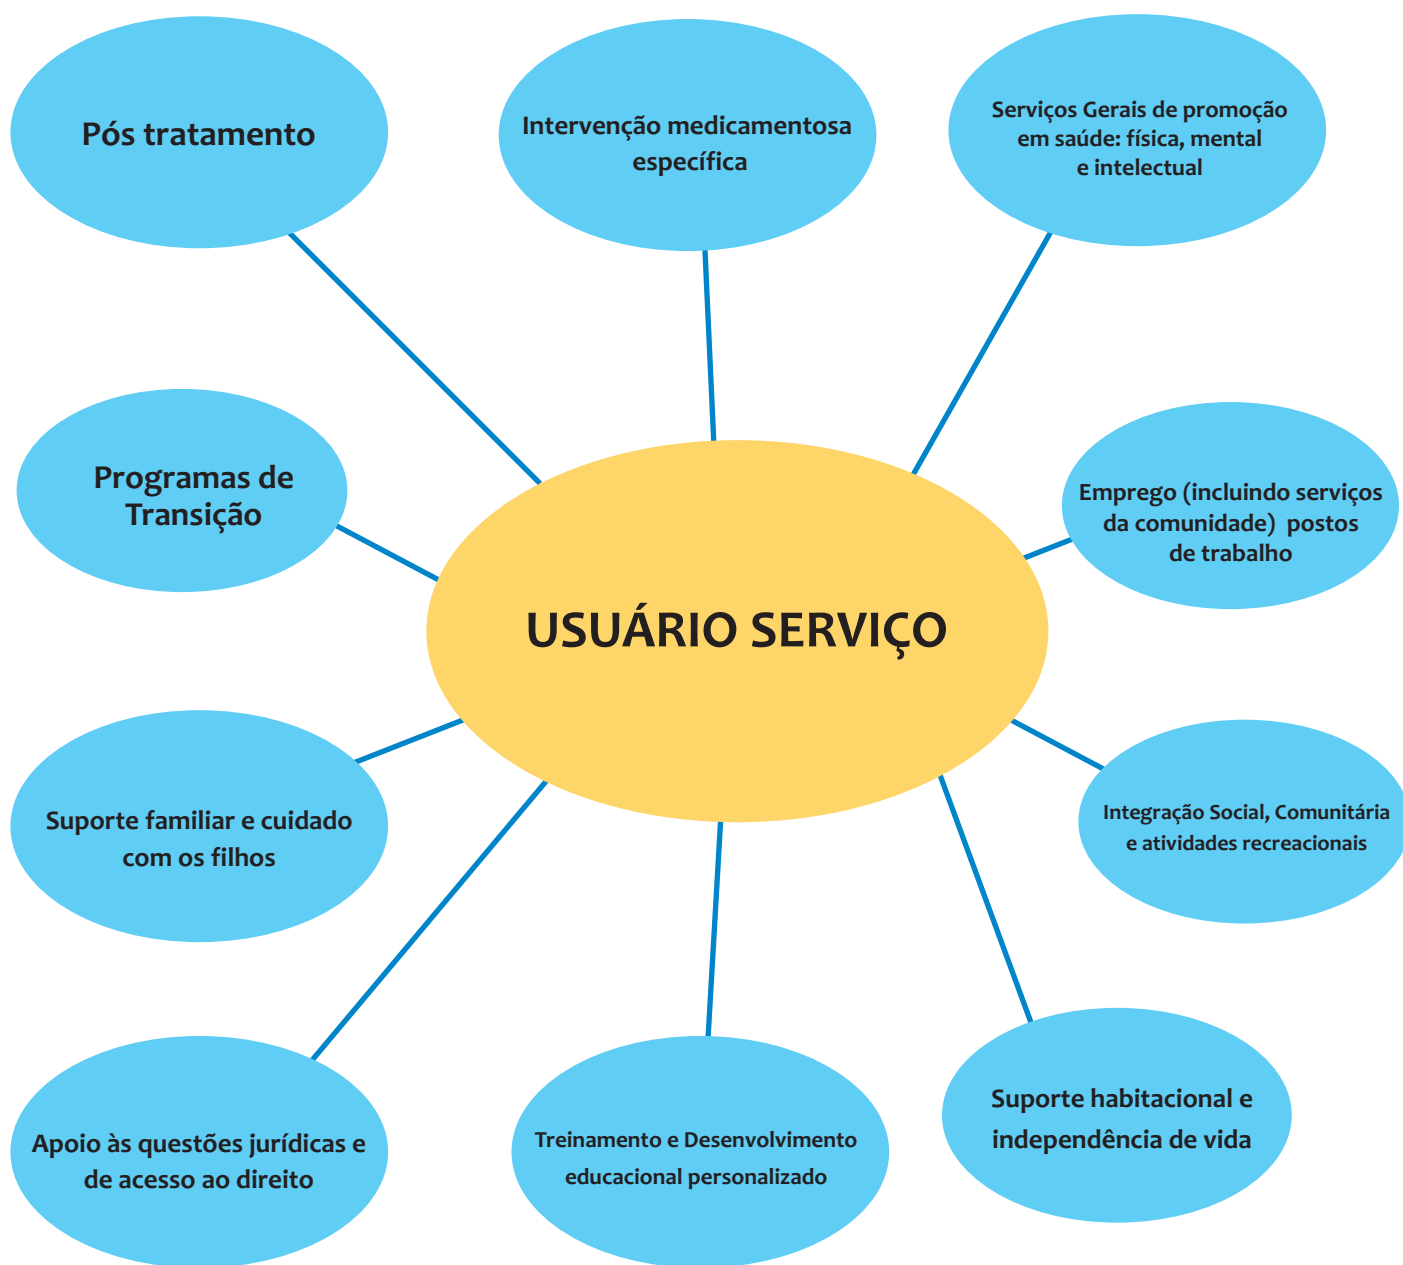 Pós tratamento
Intervenção medicamentosa
específica
Serviços Gerais de promoção
em saúde: física, mental
e intelectual
Programas de
Transição
Emprego (incluindo serviços
da comunidade) postos
de trabalho
USUÁRIO SERVIÇO
Suporte familiar e cuidado
com os filhos
Integração Social, Comunitária
e atividades recreacionais
Apoio às questões jurídicas e
de acesso ao direito
Treinamento e Desenvolvimento
educacional personalizado
Suporte habitacional e
independência de vida